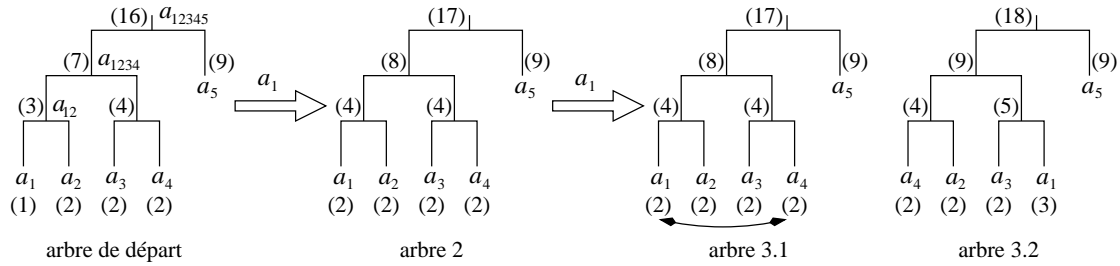 (16) a12345 (17) (17) (18)
(7) a1234 (9) (8) (9) (8) (9) (9) (9)
a5 a1 a5 a1 a5 a5
(3) a12 (4) (4) (4) (4) (4) (4) (5)
a1 a2 a3 a4 a1 a2 a3 a4 a1 a2 a3 a4 a4 a2 a3 a1
(1) (2) (2) (2) (2) (2) (2) (2) (2) (2) (2) (2) (2) (2) (2) (3)
arbre de départ arbre 2 arbre 3.1 arbre 3.2